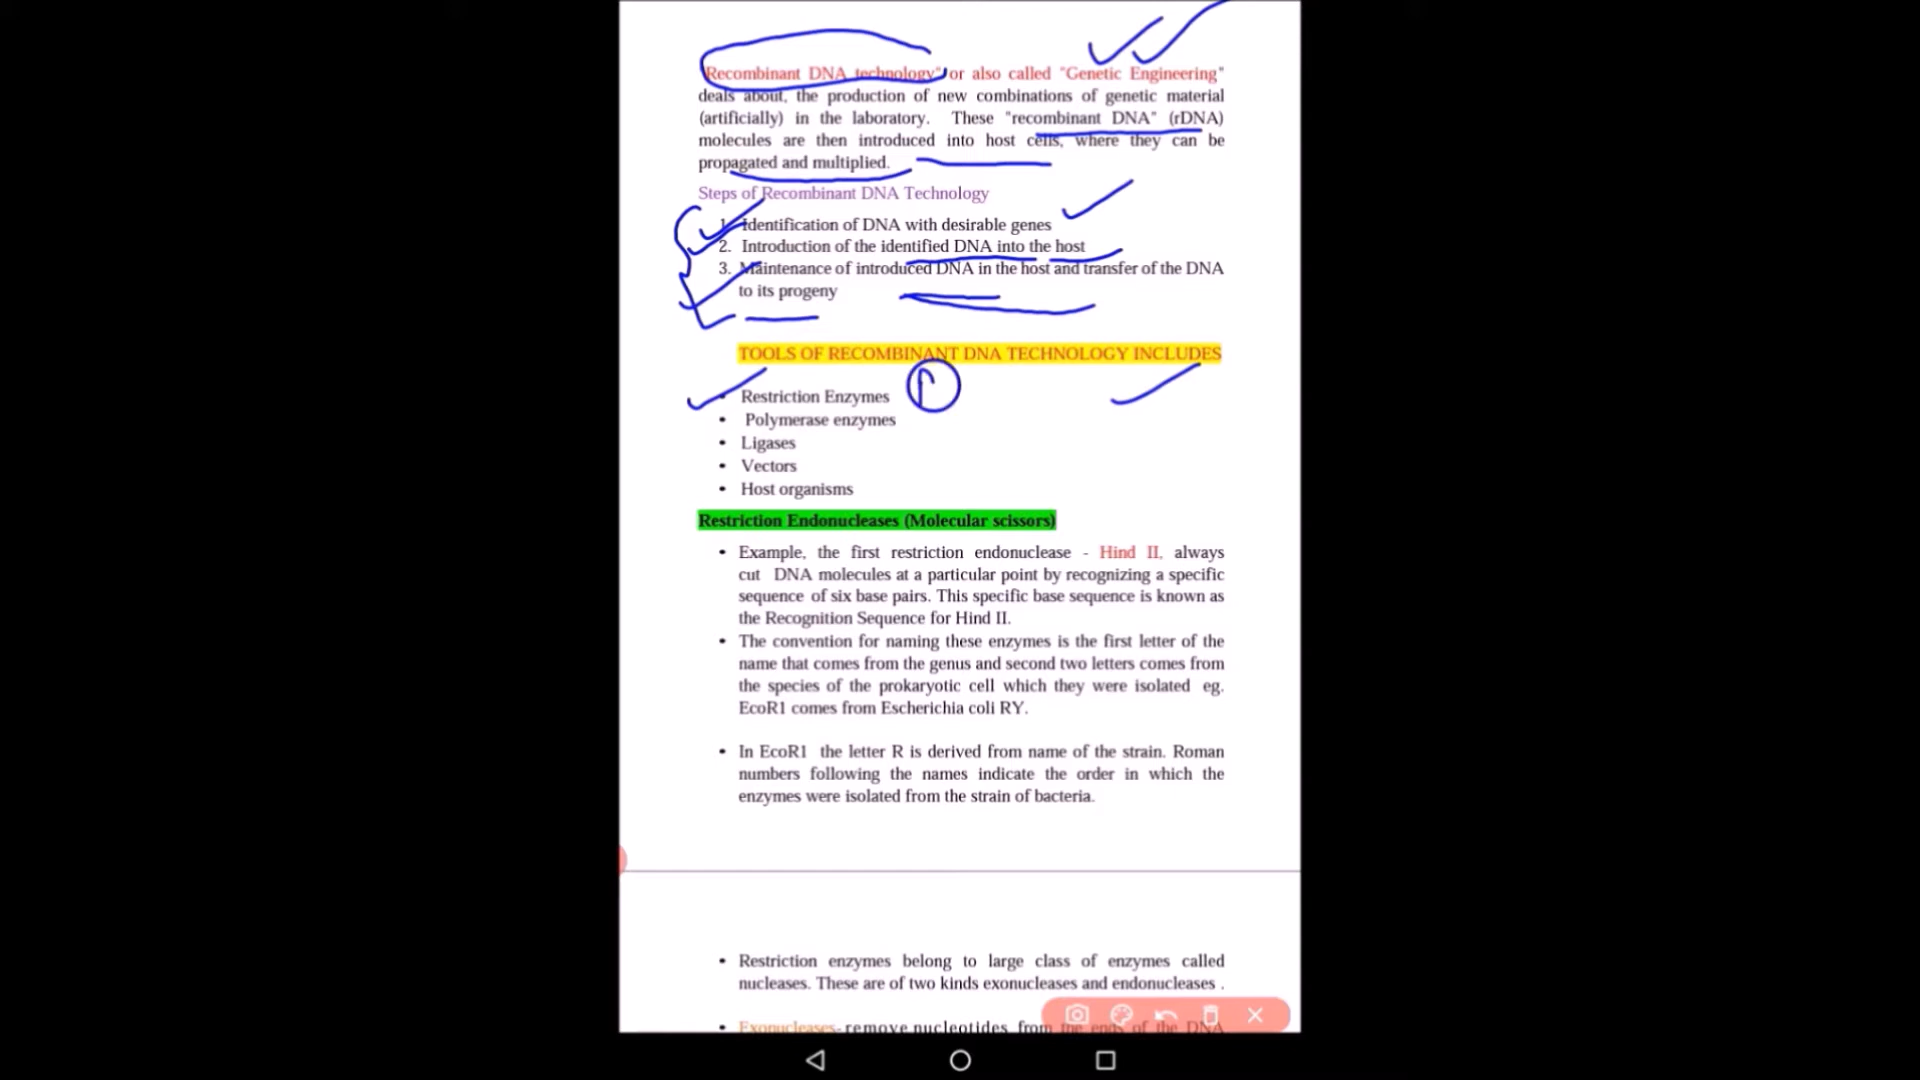 "Recombinant DNA technology" or also called "Genetic Engineering"
deals about, the production of new combinations of genetic material
(artificially) in the laboratory. These "recombinant DNA" (rDNA)
molecules are then introduced into host cells, where they can be
propagated and multiplied.
Steps of Recombinant DNA Technology
1. Identification of DNA with desirable genes
2. Introduction of the identified DNA into the host
3. Maintenance of introduced DNA in the host and transfer of the DNA
to its progeny
TOOLS OF RECOMBINANT DNA TECHNOLOGY INCLUDES
• Restriction Enzymes
• Polymerase enzymes
• Ligases
• Vectors
• Host organisms
Restriction Endonucleases (Molecular scissors)
• Example, the first restriction endonuclease - Hind II, always
cut DNA molecules at a particular point by recognizing a specific
sequence of six base pairs. This specific base sequence is known as
the Recognition Sequence for Hind II.
• The convention for naming these enzymes is the first letter of the
name that comes from the genus and second two letters comes from
the species of the prokaryotic cell which they were isolated eg.
EcoR1 comes from Escherichia coli RY.
• In EcoR1 the letter R is derived from name of the strain. Roman
numbers following the names indicate the order in which the
enzymes were isolated from the strain of bacteria.
• Restriction enzymes belong to large class of enzymes called
nucleases. These are of two kinds exonucleases and endonucleases .
• Exonucleases- remove nucleotides from the ends of the DNA